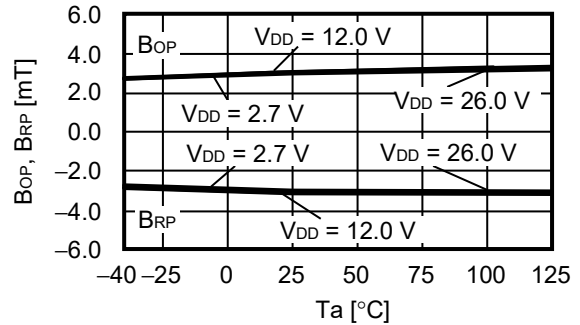 6.0
BOP
VDD = 12.0 V
4.0
2.0
VDD = 2.7 V
VDD = 26.0 V
BOP, BRP [mT]
0.0
VDD = 2.7 V
VDD = 26.0 V
−2.0
−4.0
BRP
VDD = 12.0 V
−6.0
−40 −25 0 25 50 75 100 125
Ta [°C]